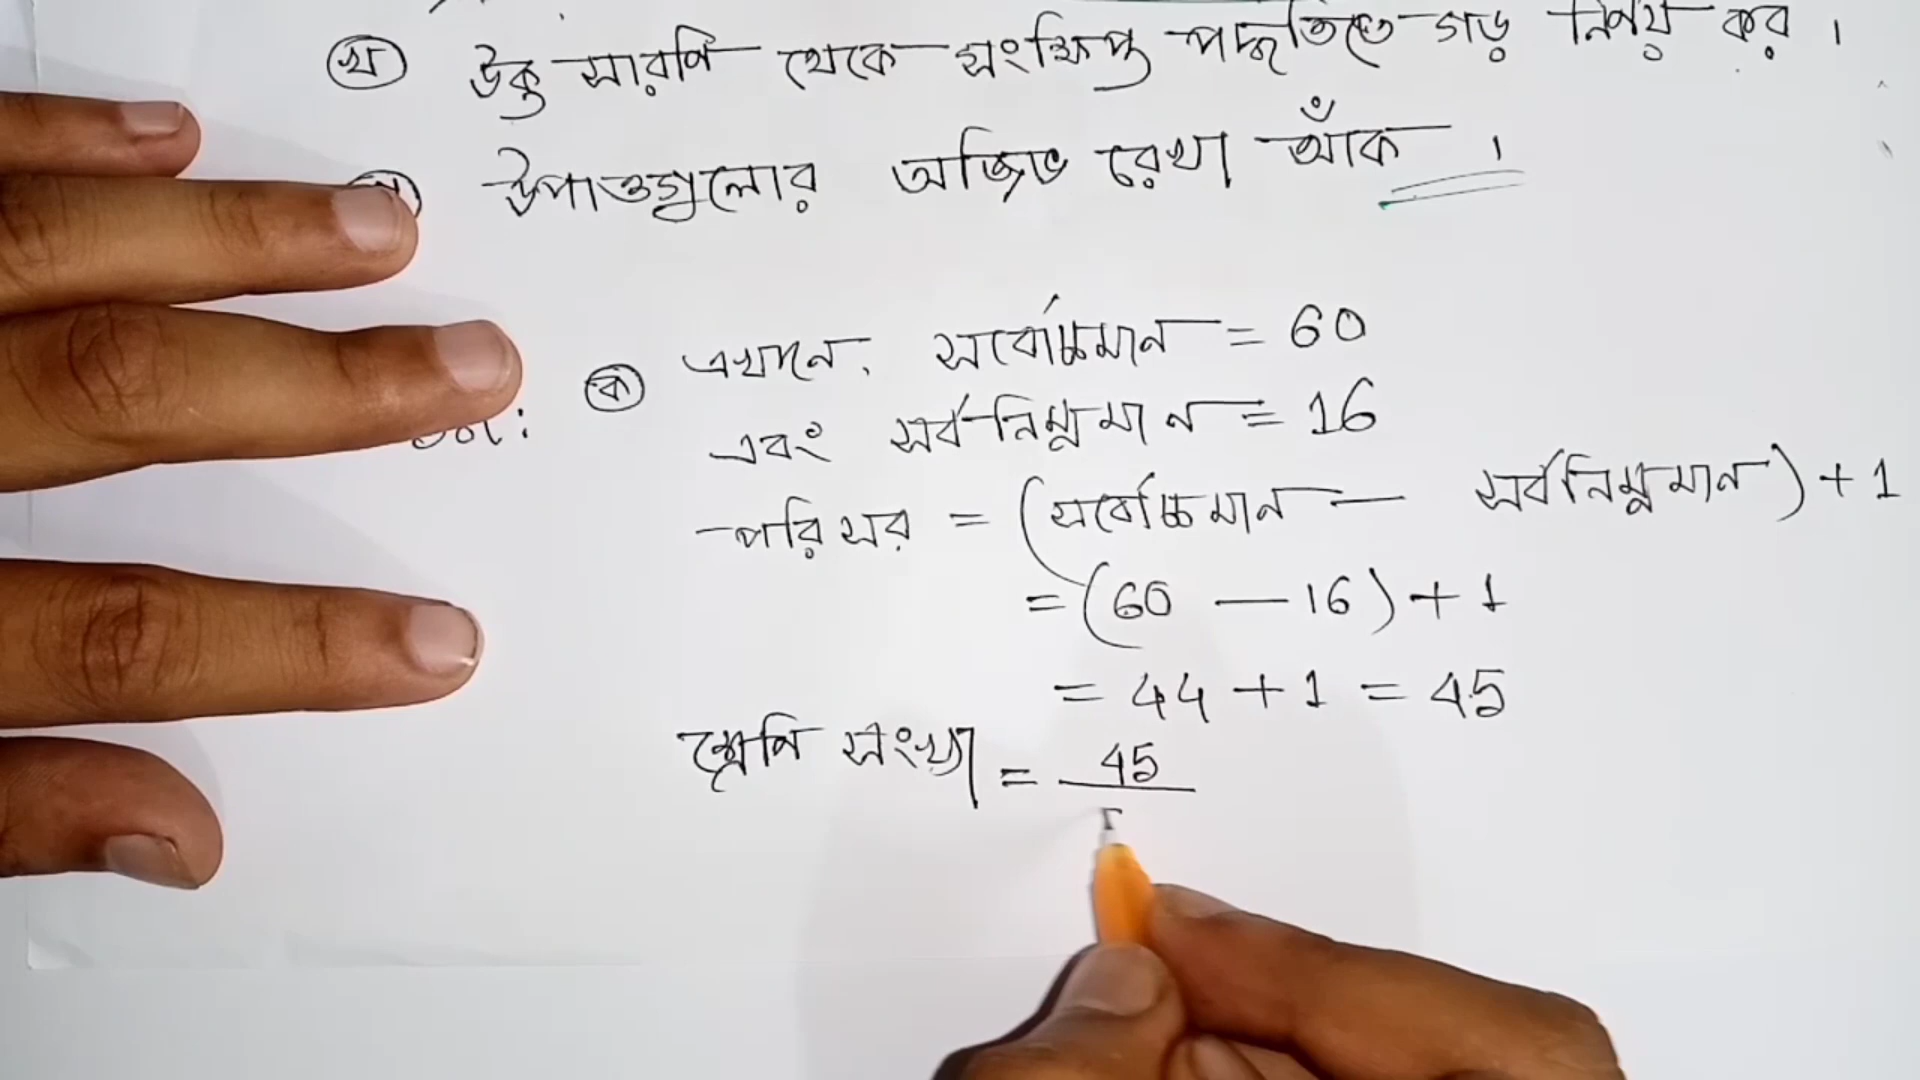 (খ) উক্ত সারণি থেকে সংক্ষিপ্ত পদ্ধতিতে গড় নির্ণয় কর ।
উপাত্তগুলোর অজিভ রেখা আঁক ।
(ক) এখানে, সর্বোচ্চমান = 60
এবং সর্বনিম্নমান = 16
পরিসর = (সর্বোচ্চমান – সর্বনিম্নমান) + 1
= (60 – 16) + 1
= 44 + 1 = 45
শ্রেণি সংখ্যা = 45